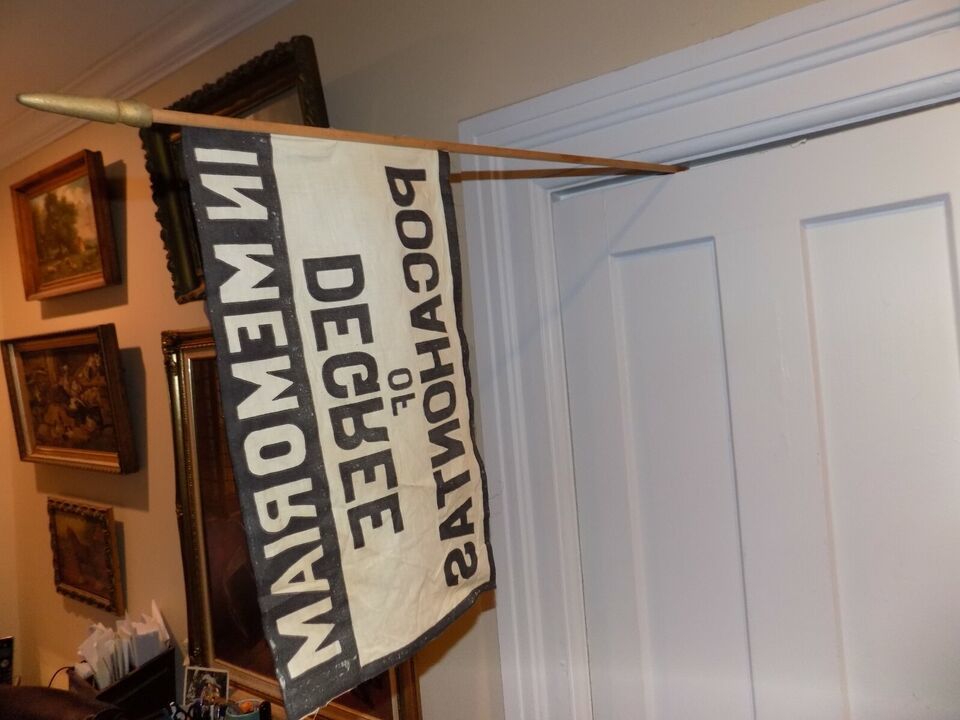 IN MEMORIAM
DEGREE
OF
POCAHONTAS